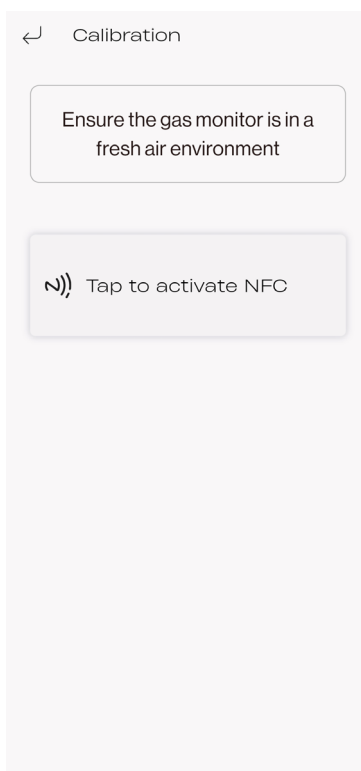 Calibration
Ensure the gas monitor is in a
fresh air environment
Tap to activate NFC